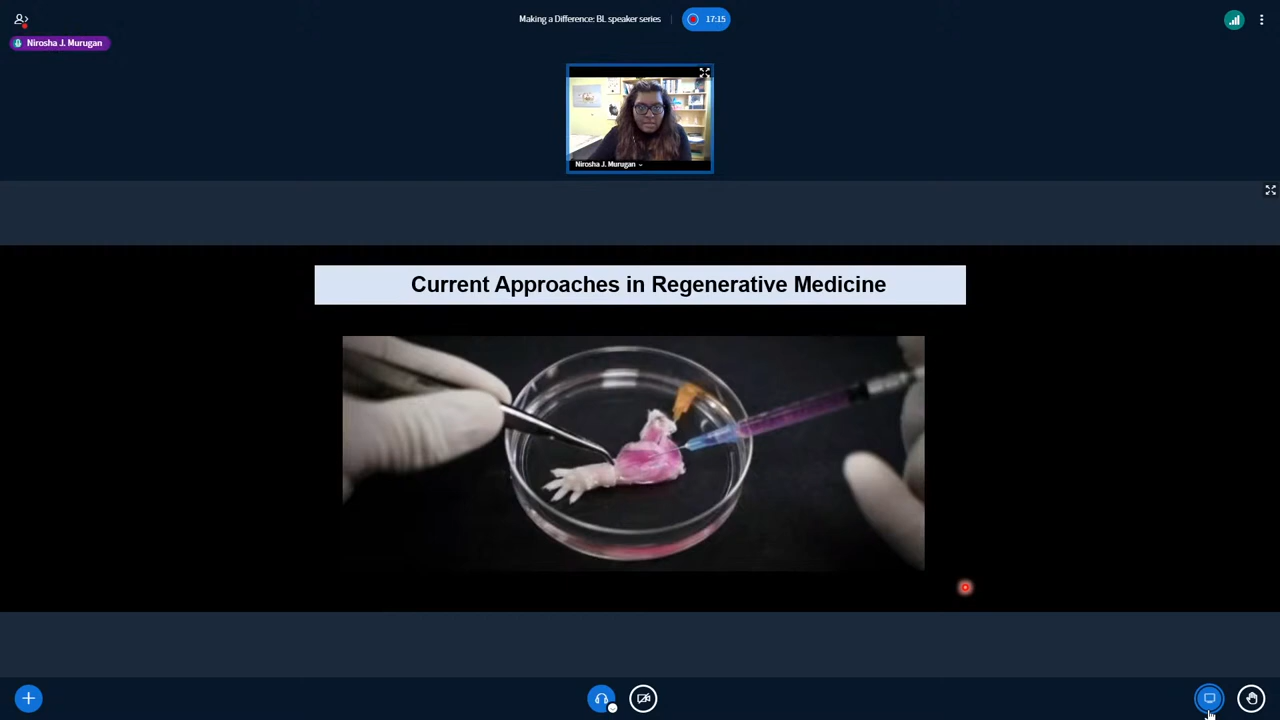 Making a Difference: BL speaker series
17:15
Nirosha J. Murugan
Nirosha J. Murugan
Current Approaches in Regenerative Medicine